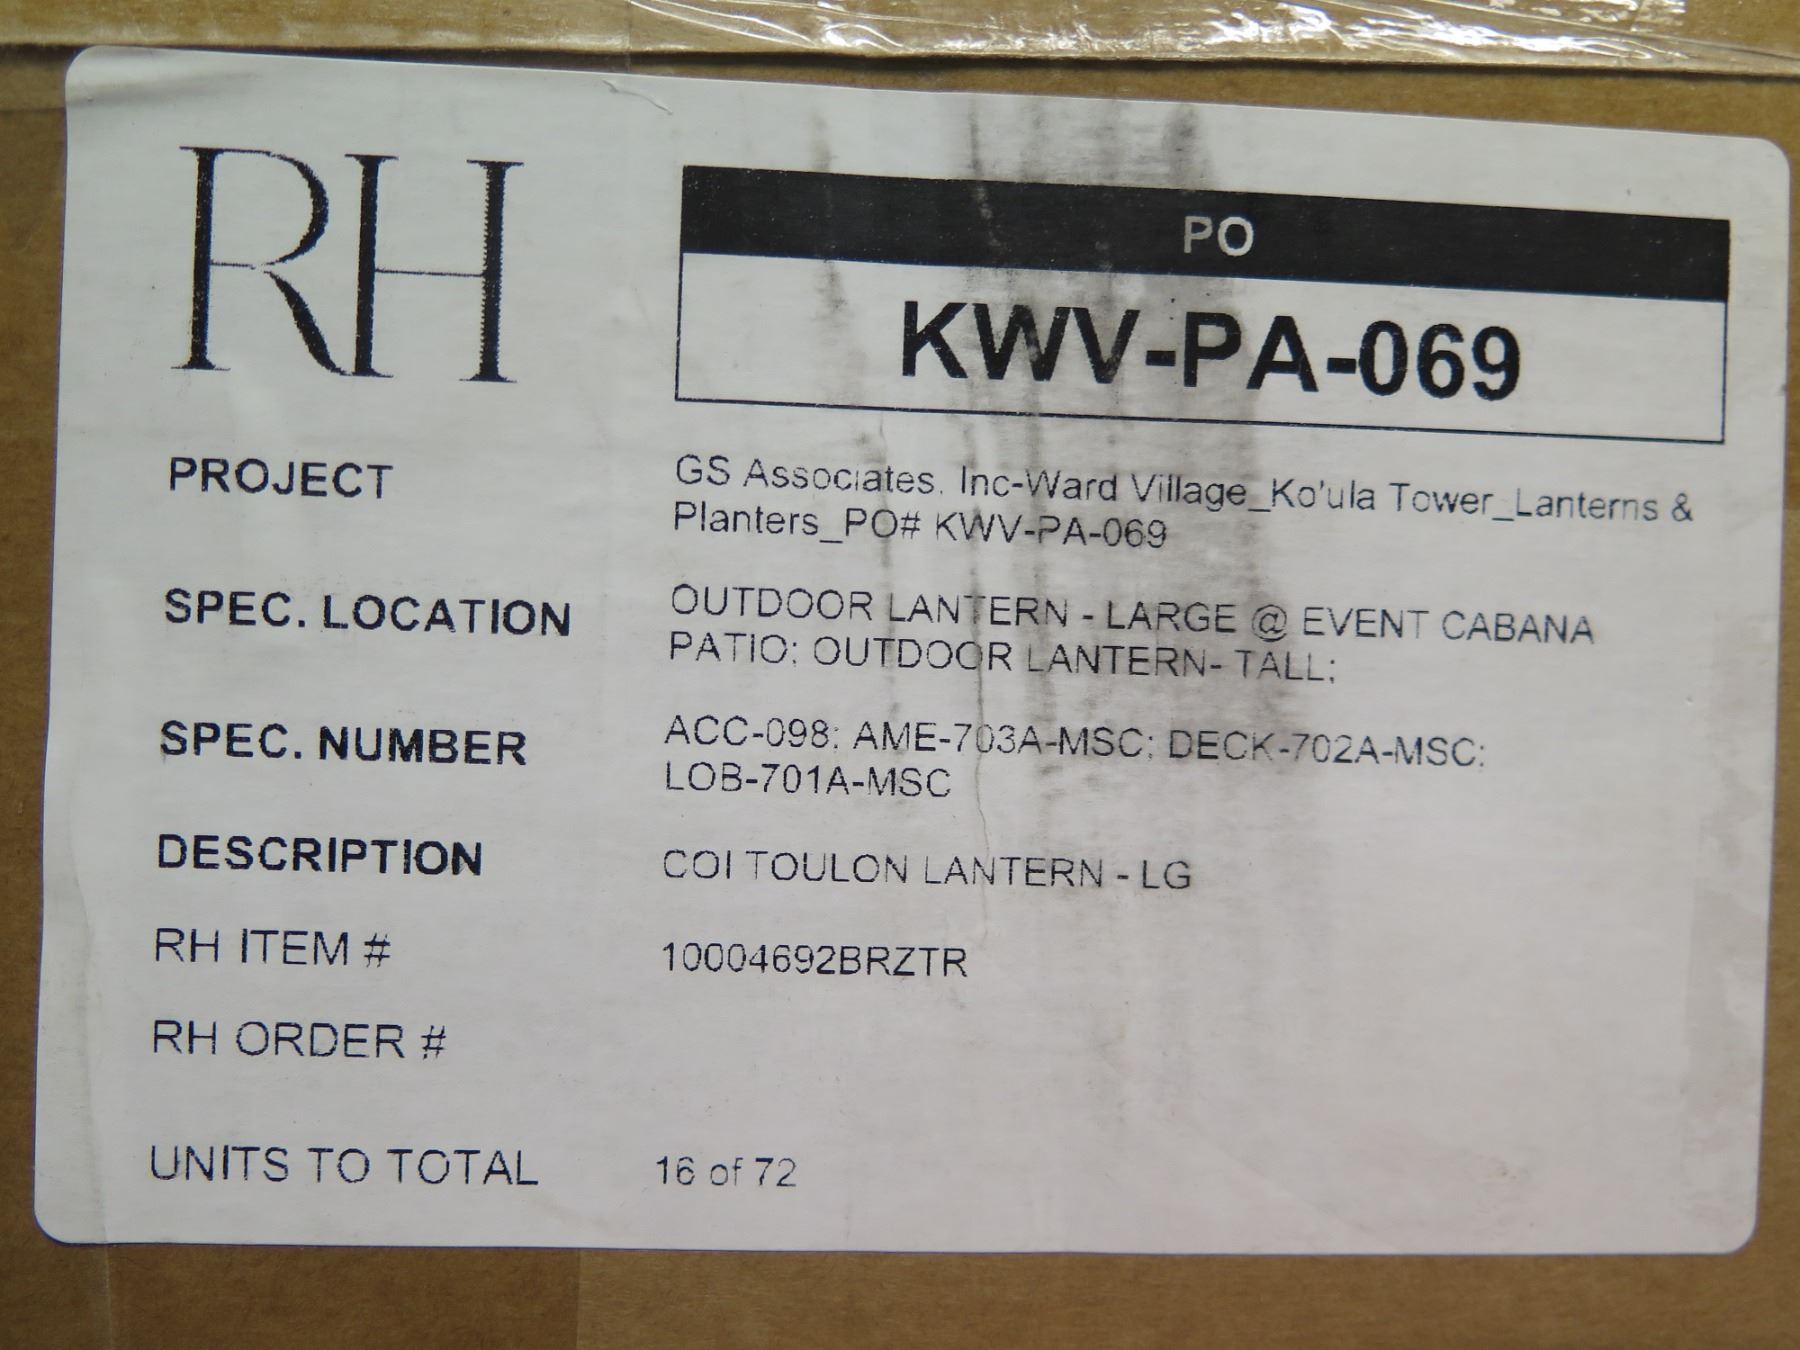 RH
PO
KWV-PA-069
PROJECT
GS Associates, Inc-Ward Village_Ko'ula Tower_Lanterns &
Planters_PO# KWV-PA-069
SPEC. LOCATION
OUTDOOR LANTERN - LARGE @ EVENT CABANA
PATIO; OUTDOOR LANTERN- TALL;
SPEC. NUMBER
ACC-098; AME-703A-MSC; DECK-702A-MSC;
LOB-701A-MSC
DESCRIPTION
COI TOULON LANTERN - LG
RH ITEM #
10004692BRZTR
RH ORDER #
UNITS TO TOTAL
16 of 72